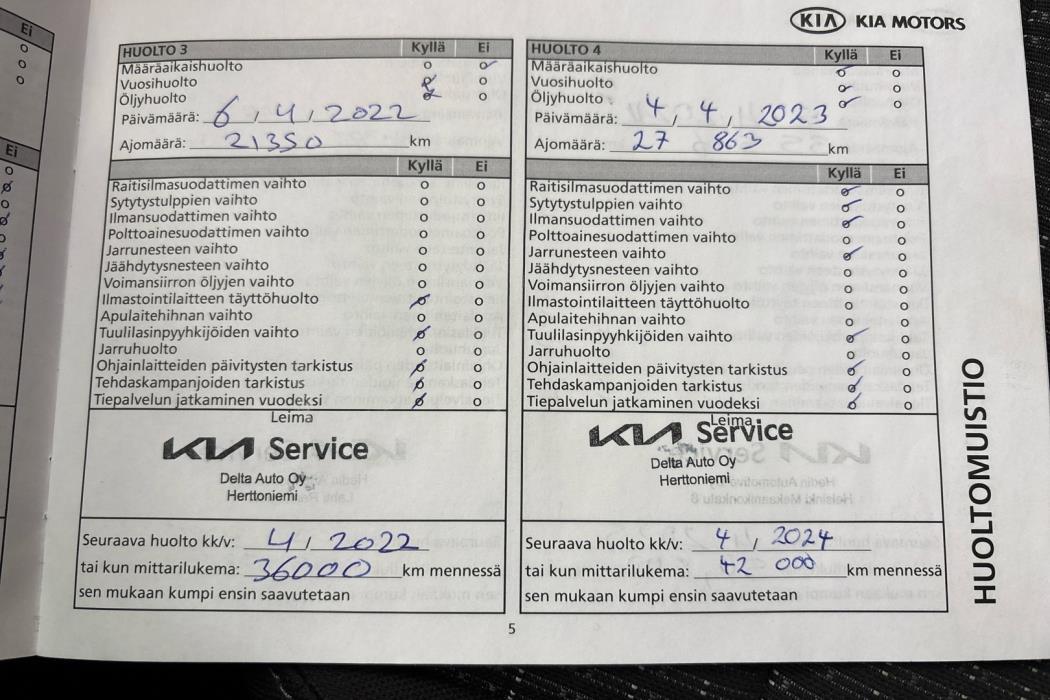 KIA KIA MOTORS
Ei
Ei
HUOLTO 3 Kyllä Ei
Määräaikaishuolto
Vuosihuolto
Öljyhuolto
Päivämäärä: 6, 4, 2022
Ajomäärä: 21350 km
Kyllä Ei
Raitisilmasuodattimen vaihto
Sytytystulppien vaihto
Ilmansuodattimen vaihto
Polttoainesuodattimen vaihto
Jarrunesteen vaihto
Jäähdytysnesteen vaihto
Voimansiirron öljyjen vaihto
Ilmastointilaitteen täyttöhuolto
Apulaitehihnan vaihto
Tuulilasinpyyhkijöiden vaihto
Jarruhuolto
Ohjainlaitteiden päivitysten tarkistus
Tehdaskampanjoiden tarkistus
Tiepalvelun jatkaminen vuodeksi
Leima
KIA Service
Delta Auto Oy
Herttoniemi
Seuraava huolto kk/v: 4, 2022
tai kun mittarilukema: 36000 km mennessä
sen mukaan kumpi ensin saavutetaan
HUOLTO 4 Kyllä Ei
Määräaikaishuolto
Vuosihuolto
Öljyhuolto
Päivämäärä: 4, 4, 2023
Ajomäärä: 27 863 km
Kyllä Ei
Raitisilmasuodattimen vaihto
Sytytystulppien vaihto
Ilmansuodattimen vaihto
Polttoainesuodattimen vaihto
Jarrunesteen vaihto
Jäähdytysnesteen vaihto
Voimansiirron öljyjen vaihto
Ilmastointilaitteen täyttöhuolto
Apulaitehihnan vaihto
Tuulilasinpyyhkijöiden vaihto
Jarruhuolto
Ohjainlaitteiden päivitysten tarkistus
Tehdaskampanjoiden tarkistus
Tiepalvelun jatkaminen vuodeksi
Leima
KIA Service
Delta Auto Oy
Herttoniemi
Seuraava huolto kk/v: 4, 2024
tai kun mittarilukema: 42 000 km mennessä
sen mukaan kumpi ensin saavutetaan
HUOLTOMUISTIO
5